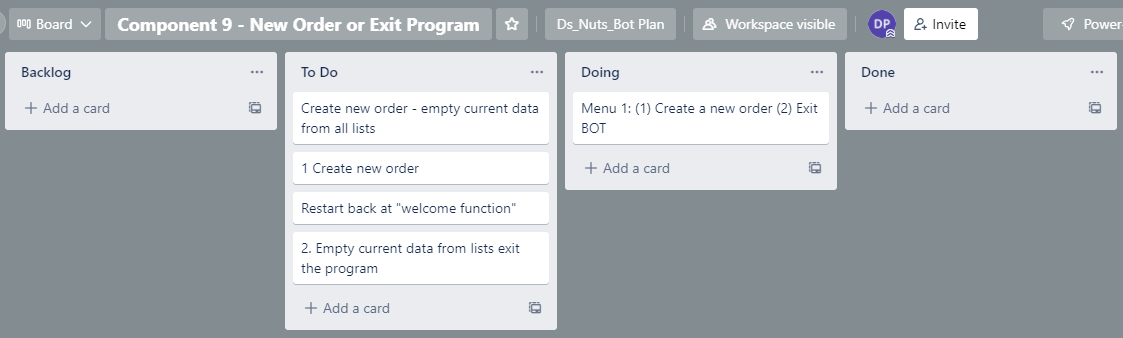 Board
Component 9 - New Order or Exit Program
Ds_Nuts_Bot Plan
Workspace visible
DP
Invite
Power-
Backlog
Add a card
To Do
Create new order - empty current data
from all lists
1 Create new order
Restart back at "welcome function"
2. Empty current data from lists exit
the program
Add a card
Doing
Menu 1: (1) Create a new order (2) Exit
BOT
Add a card
Done
Add a card